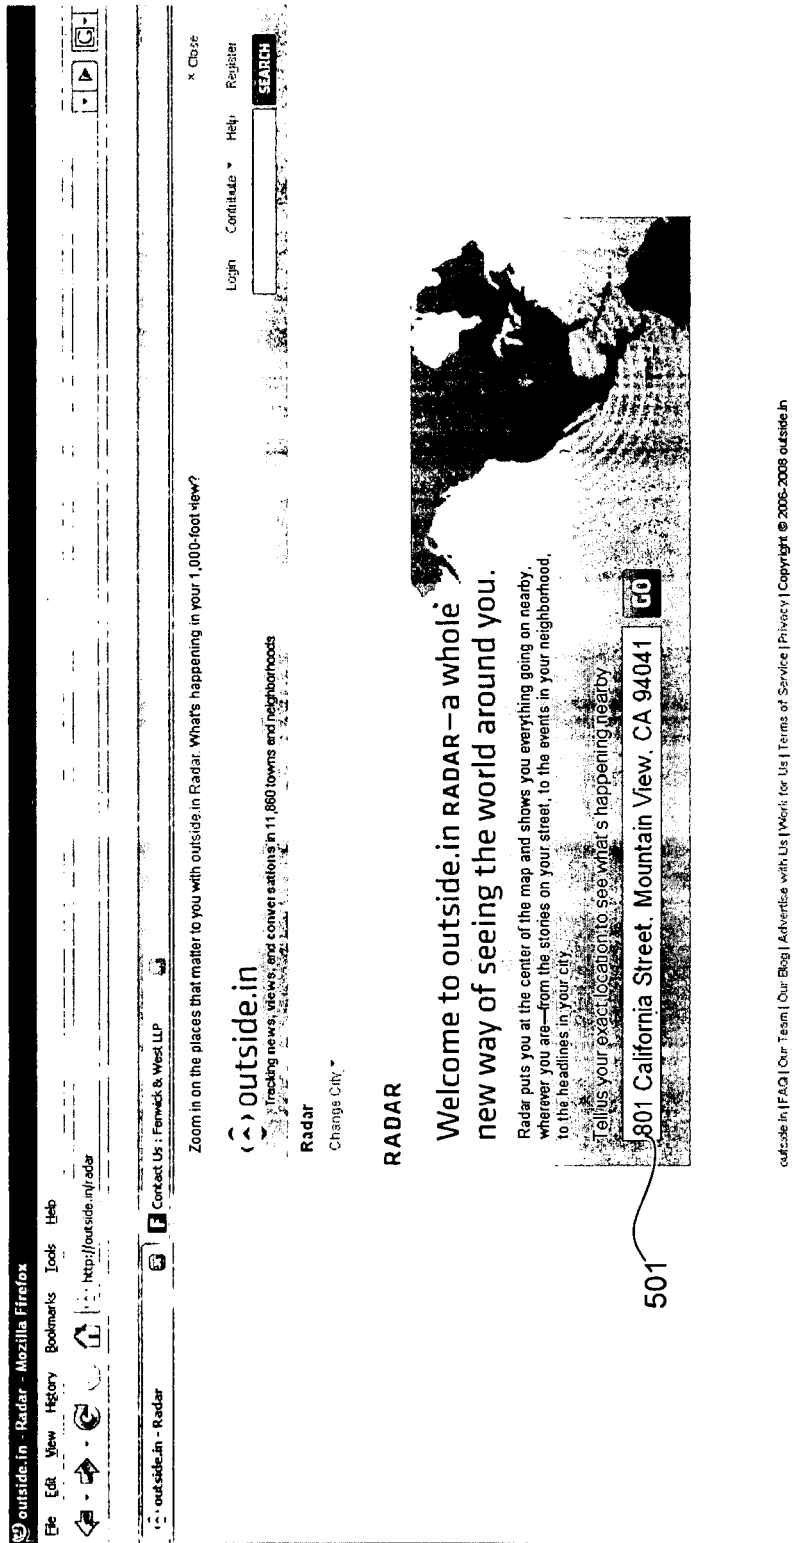 outside.in - Radar - Mozilla Firefox
File Edit View History Bookmarks Tools Help
http://outside.in/radar
outside.in - Radar
F Contact Us : Fenwick & West LLP
Zoom in on the places that matter to you with outside.in Radar. What's happening in your 1,000-foot view?
× Close
outside.in
Login Contribute Help Register
Tracking news, views, and conversations in 11,860 towns and neighborhoods
SEARCH
Radar
Change City
RADAR
Welcome to outside.in RADAR—a whole
new way of seeing the world around you.
Radar puts you at the center of the map and shows you everything going on nearby,
wherever you are—from the stories on your street, to the events in your neighborhood,
to the headlines in your city.
Tell us your exact location to see what's happening nearby
801 California Street, Mountain View, CA 94041
GO
501
outside.in | FAQ | Our Team | Our Blog | Advertise with Us | Work for Us | Terms of Service | Privacy | Copyright © 2006-2008 outside.in